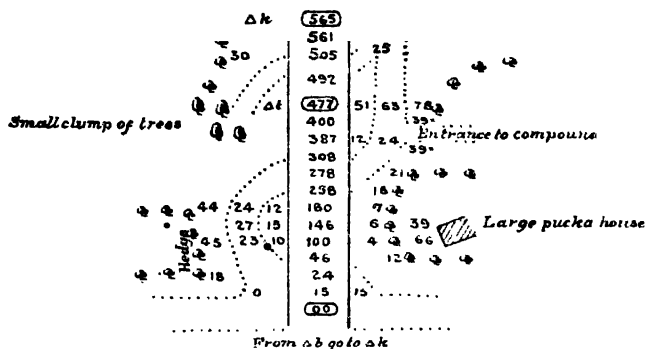 Δk 565
561
30 505 25
492
Δt 477 51 63 78
Small clump of trees 400 39
Entrance to compound
387 12 24 39
308
278 21
258 18
44 24 12 180 7
27 15 146 6 39 Large pucka house
Hedge 45 23 10 100 4 66
46 12
18 24
0 15 15
00
From Δb go to Δk